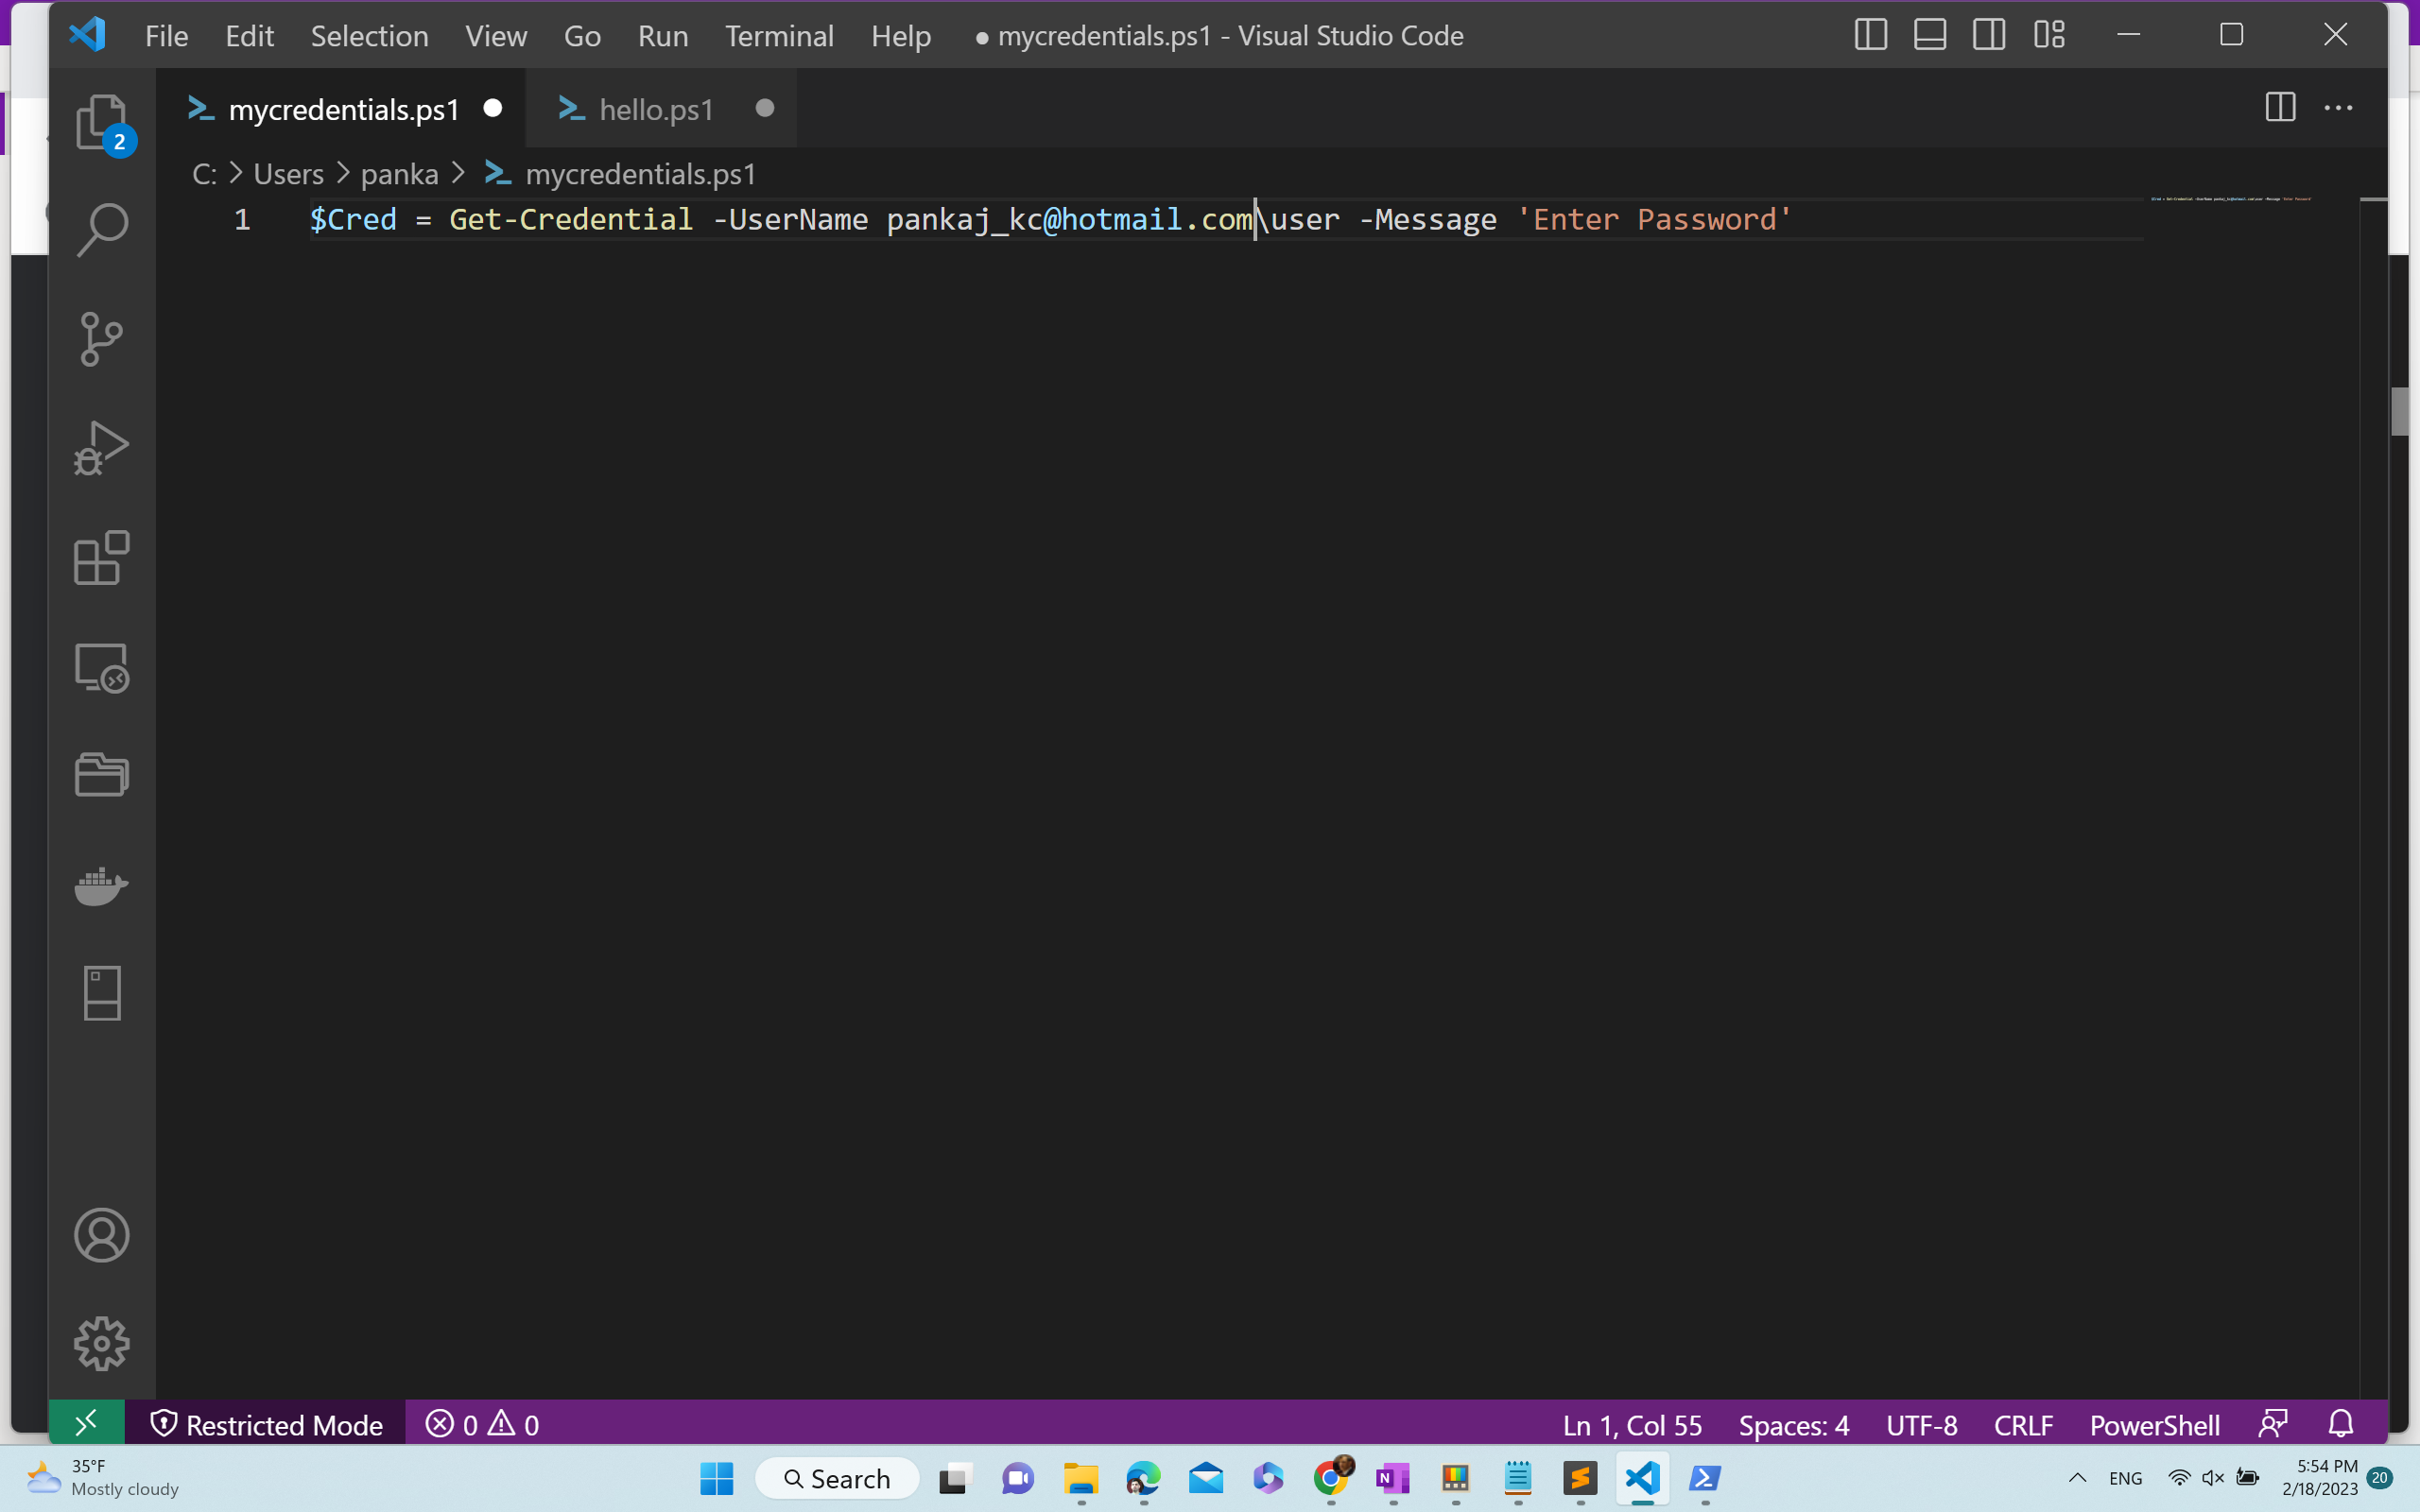 File Edit Selection View Go Run Terminal Help ● mycredentials.ps1 - Visual Studio Code
mycredentials.ps1 hello.ps1
2
C: > Users > panka > mycredentials.ps1
1 $Cred = Get-Credential -UserName pankaj_kc@hotmail.com\user -Message 'Enter Password'
Restricted Mode 0 0 Ln 1, Col 55 Spaces: 4 UTF-8 CRLF PowerShell
35°F
Mostly cloudy
Search
N
ENG
5:54 PM
2/18/2023
20